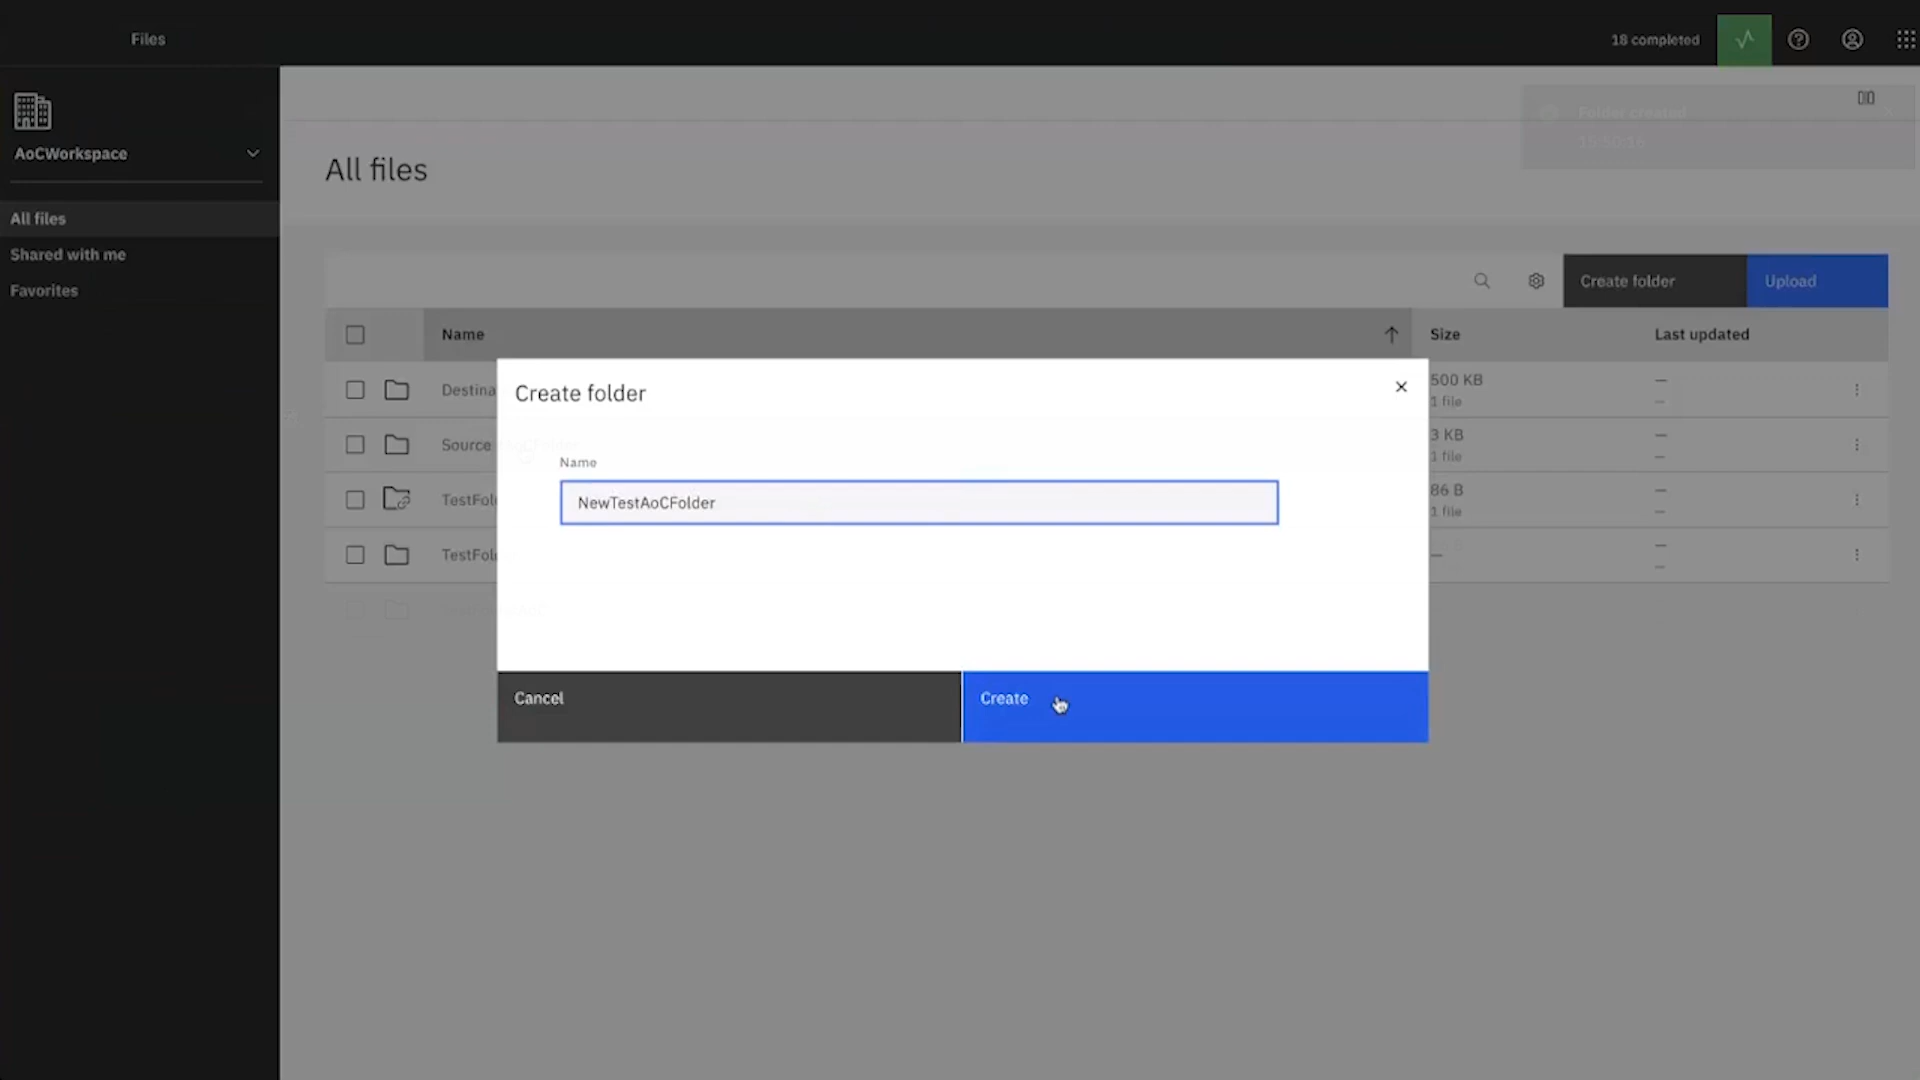 Files
18 completed
AoCWorkspace
Folder created
All files
Shared with me
Favorites
All files
Create folder
Upload
Name
Size
Last updated
Destina
500 KB
1 file
Source
3 KB
1 file
TestFol
86 B
1 file
TestFol
Create folder
Name
NewTestAoCFolder
Cancel
Create